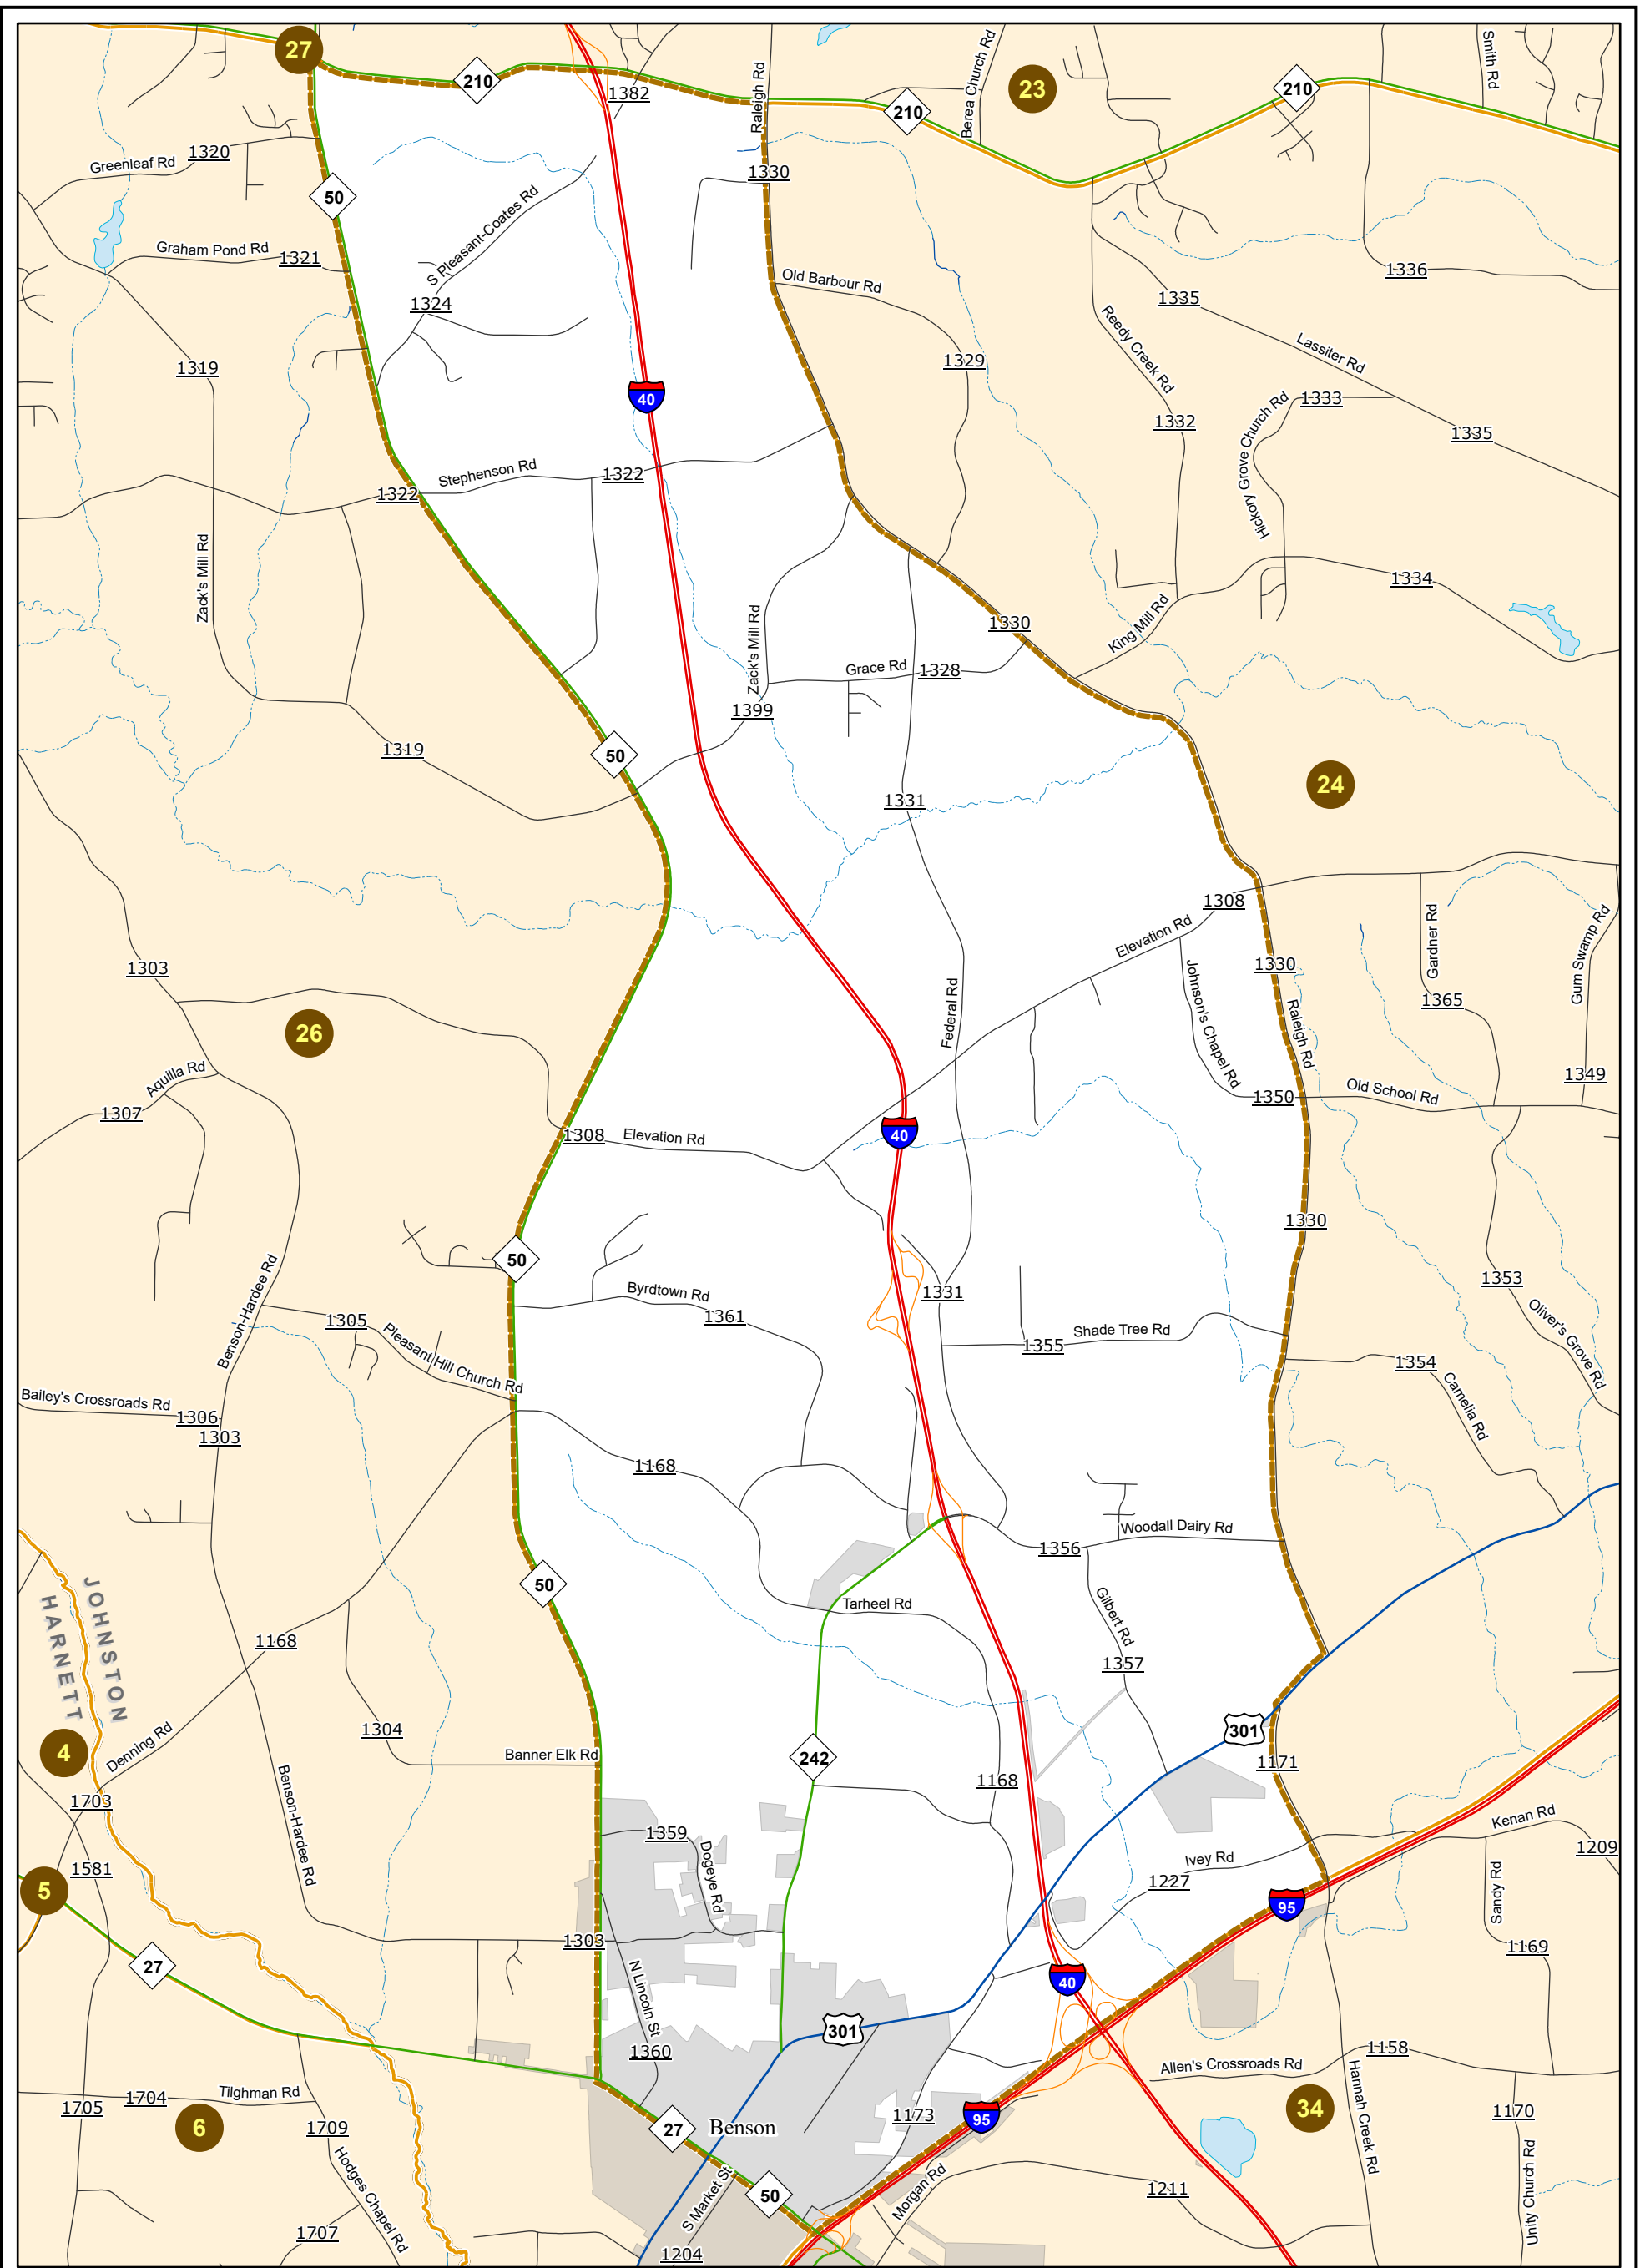 27
210
1382
Raleigh Rd
Berea Church Rd
23
210
210
Smith Rd
Greenleaf Rd
1320
1330
50
S Pleasant-Coates Rd
Graham Pond Rd
1321
1324
Old Barbour Rd
1336
1335
Reedy Creek Rd
Lassiter Rd
1319
1329
40
1332
Hickory Grove Church Rd
1333
1335
Stephenson Rd
1322
1322
Zack's Mill Rd
1334
1330
King Mill Rd
Zack's Mill Rd
Grace Rd
1328
1399
1319
50
24
1331
1308
Elevation Rd
Gardner Rd
Gum Swamp Rd
1303
1330
Johnson's Chapel Rd
1365
Federal Rd
Raleigh Rd
26
Aquilla Rd
1307
1349
1350
Old School Rd
1308
Elevation Rd
40
1330
50
Benson-Hardee Rd
Byrdtown Rd
1361
1331
1353
Oliver's Grove Rd
1305
Pleasant Hill Church Rd
Shade Tree Rd
1355
1354
Camelia Rd
Bailey's Crossroads Rd
1306
1303
1168
Woodall Dairy Rd
1356
50
Tarheel Rd
Gilbert Rd
JOHNSTON
HARNETT
1168
1357
4
Denning Rd
1304
Banner Elk Rd
242
301
1171
1168
1703
Benson-Hardee Rd
1359
Dogeye Rd
Kenan Rd
1209
1581
5
Ivey Rd
1227
Sandy Rd
95
1303
1169
27
N Lincoln St
40
301
1360
1158
Allen's Crossroads Rd
Hannah Creek Rd
1704
Tilghman Rd
1705
6
1709
Hodges Chapel Rd
27
Benson
1173
95
34
1170
Unity Church Rd
50
S Market St
Morgan Rd
1211
1707
1204